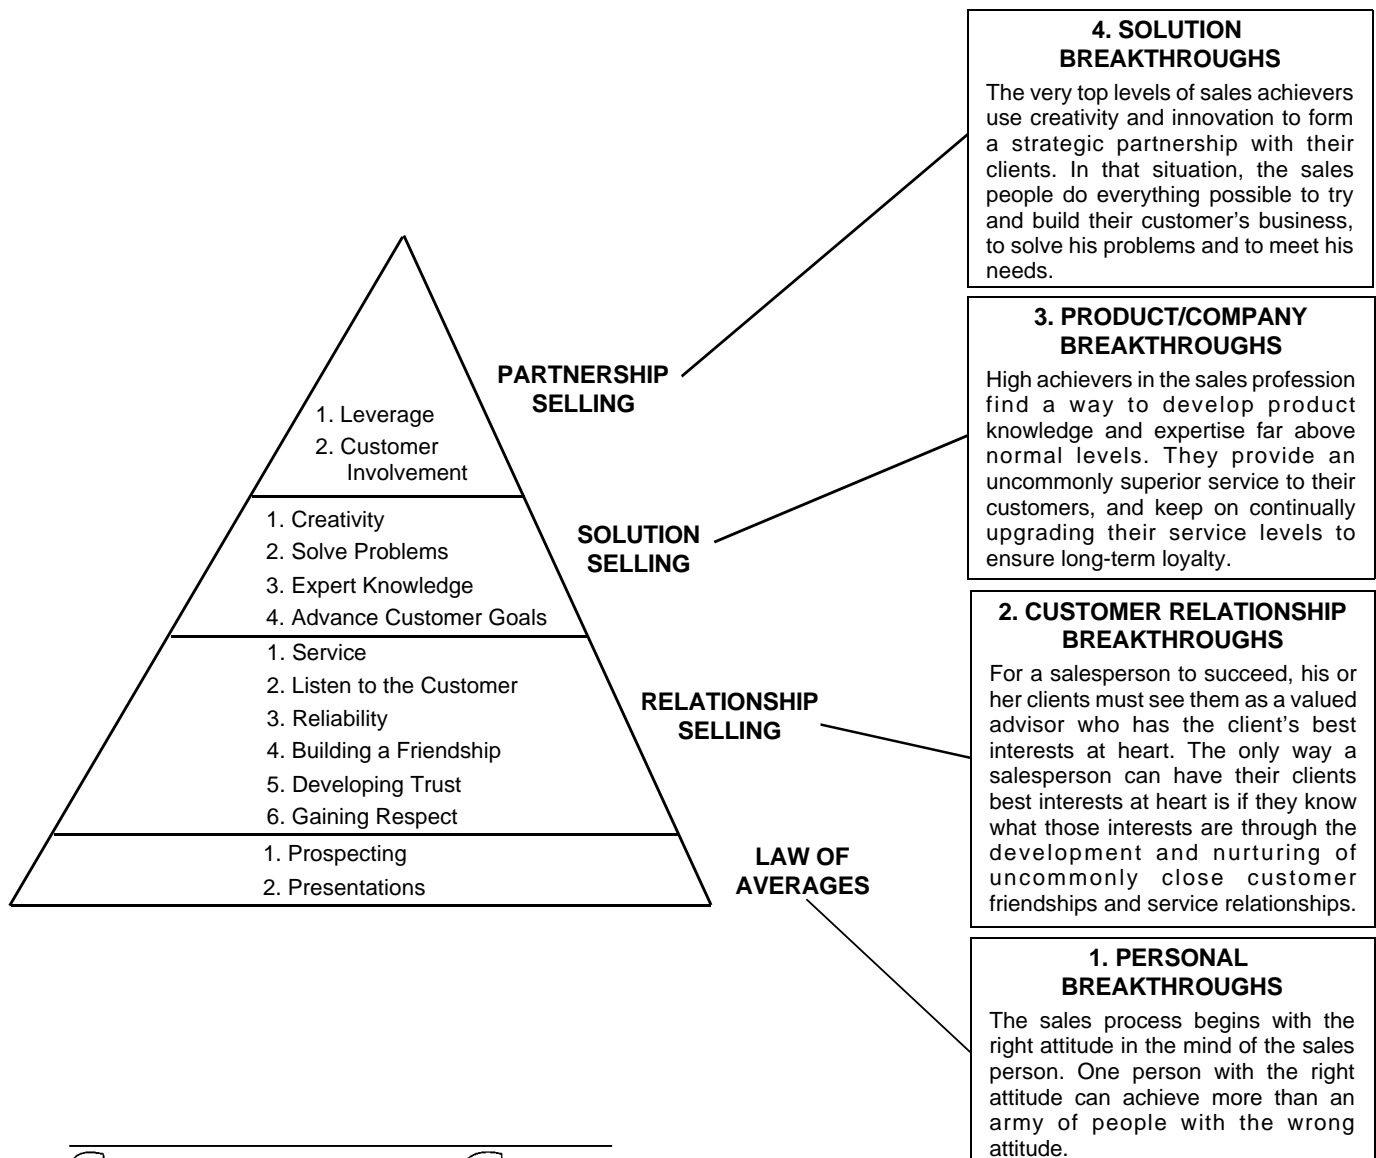 4. SOLUTION
BREAKTHROUGHS
The very top levels of sales achievers
use creativity and innovation to form
a strategic partnership with their
clients. In that situation, the sales
people do everything possible to try
and build their customer's business,
to solve his problems and to meet his
needs.
3. PRODUCT/COMPANY
BREAKTHROUGHS
High achievers in the sales profession
find a way to develop product
knowledge and expertise far above
normal levels. They provide an
uncommonly superior service to their
customers, and keep on continually
upgrading their service levels to
ensure long-term loyalty.
2. CUSTOMER RELATIONSHIP
BREAKTHROUGHS
For a salesperson to succeed, his or
her clients must see them as a valued
advisor who has the client's best
interests at heart. The only way a
salesperson can have their clients
best interests at heart is if they know
what those interests are through the
development and nurturing of
uncommonly close customer
friendships and service relationships.
1. PERSONAL
BREAKTHROUGHS
The sales process begins with the
right attitude in the mind of the sales
person. One person with the right
attitude can achieve more than an
army of people with the wrong
attitude.
PARTNERSHIP
SELLING
1. Leverage
2. Customer
Involvement
SOLUTION
SELLING
1. Creativity
2. Solve Problems
3. Expert Knowledge
4. Advance Customer Goals
RELATIONSHIP
SELLING
1. Service
2. Listen to the Customer
3. Reliability
4. Building a Friendship
5. Developing Trust
6. Gaining Respect
LAW OF
AVERAGES
1. Prospecting
2. Presentations